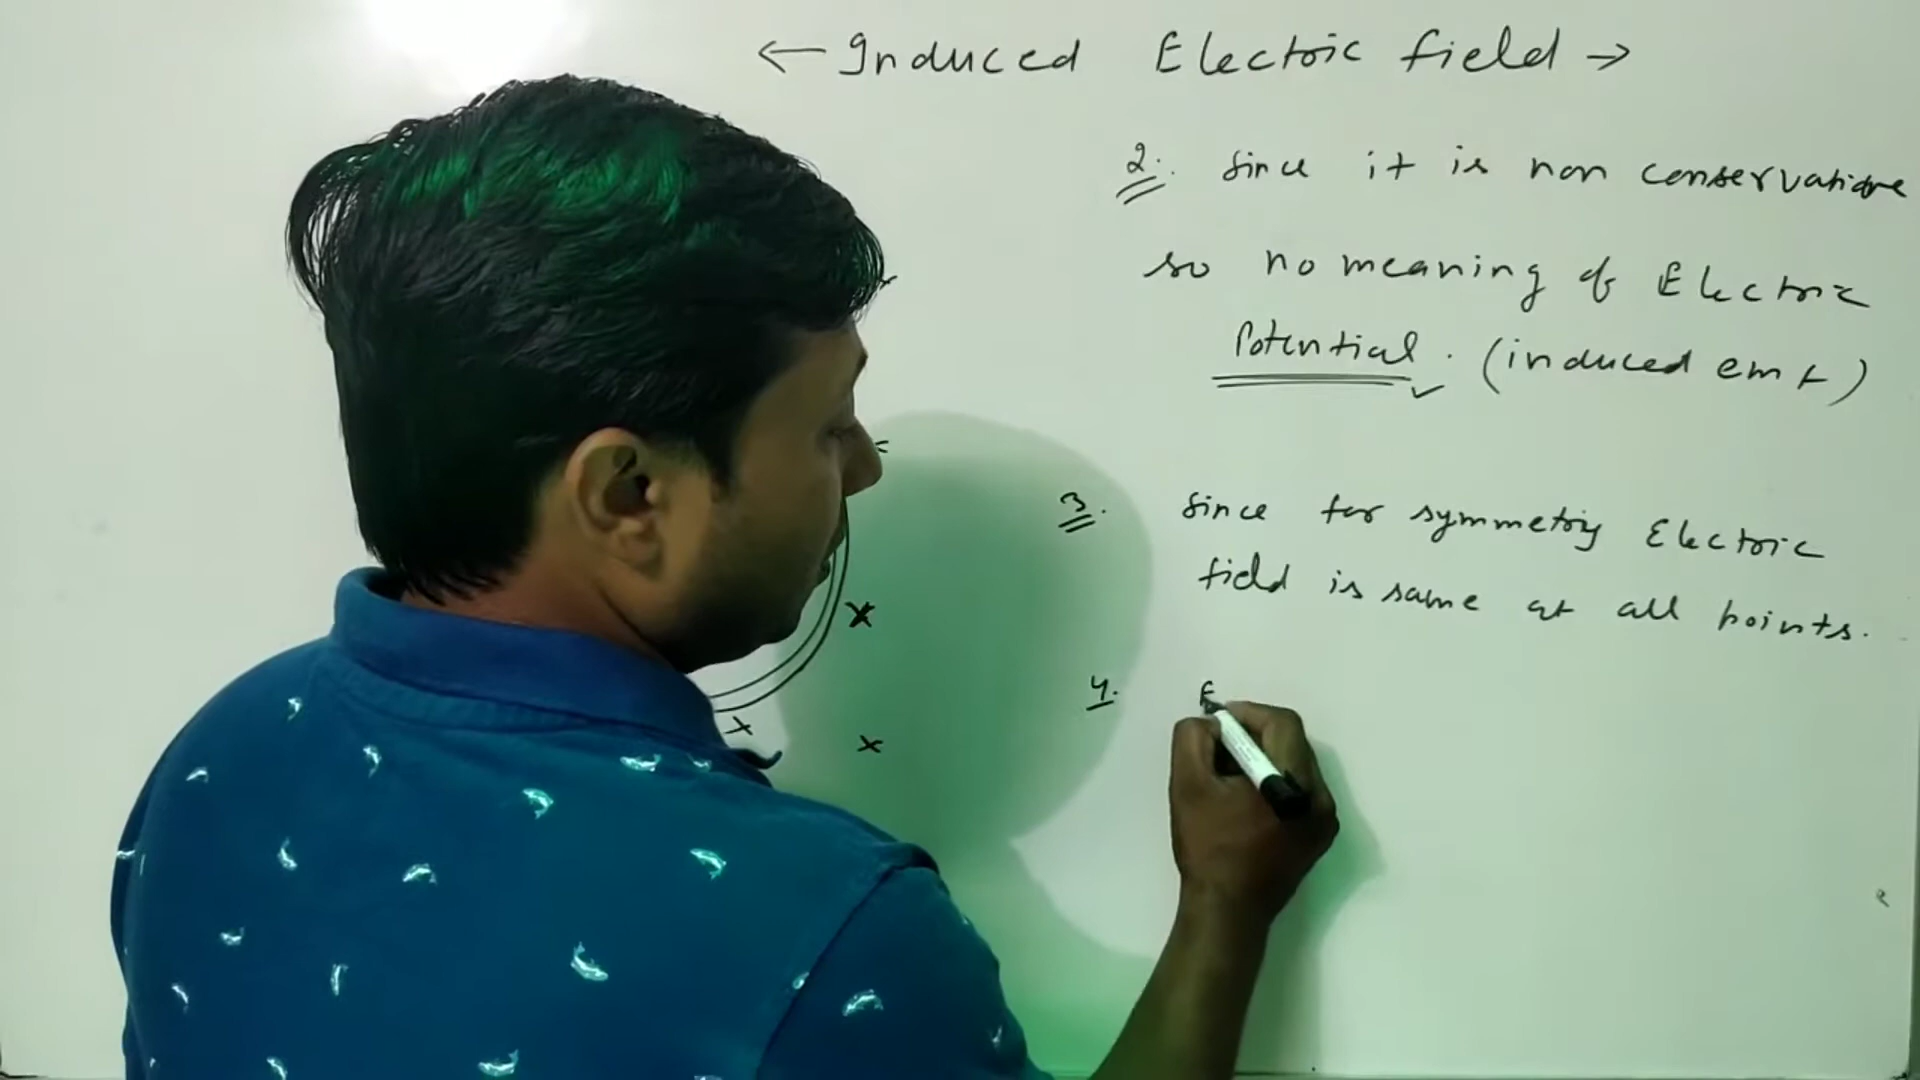 ← Induced Electric field →
2. Since it is non conservative
so no meaning of Electric
Potential. (induced emf)
3. Since for symmetry Electric
field is same at all points.
4. E